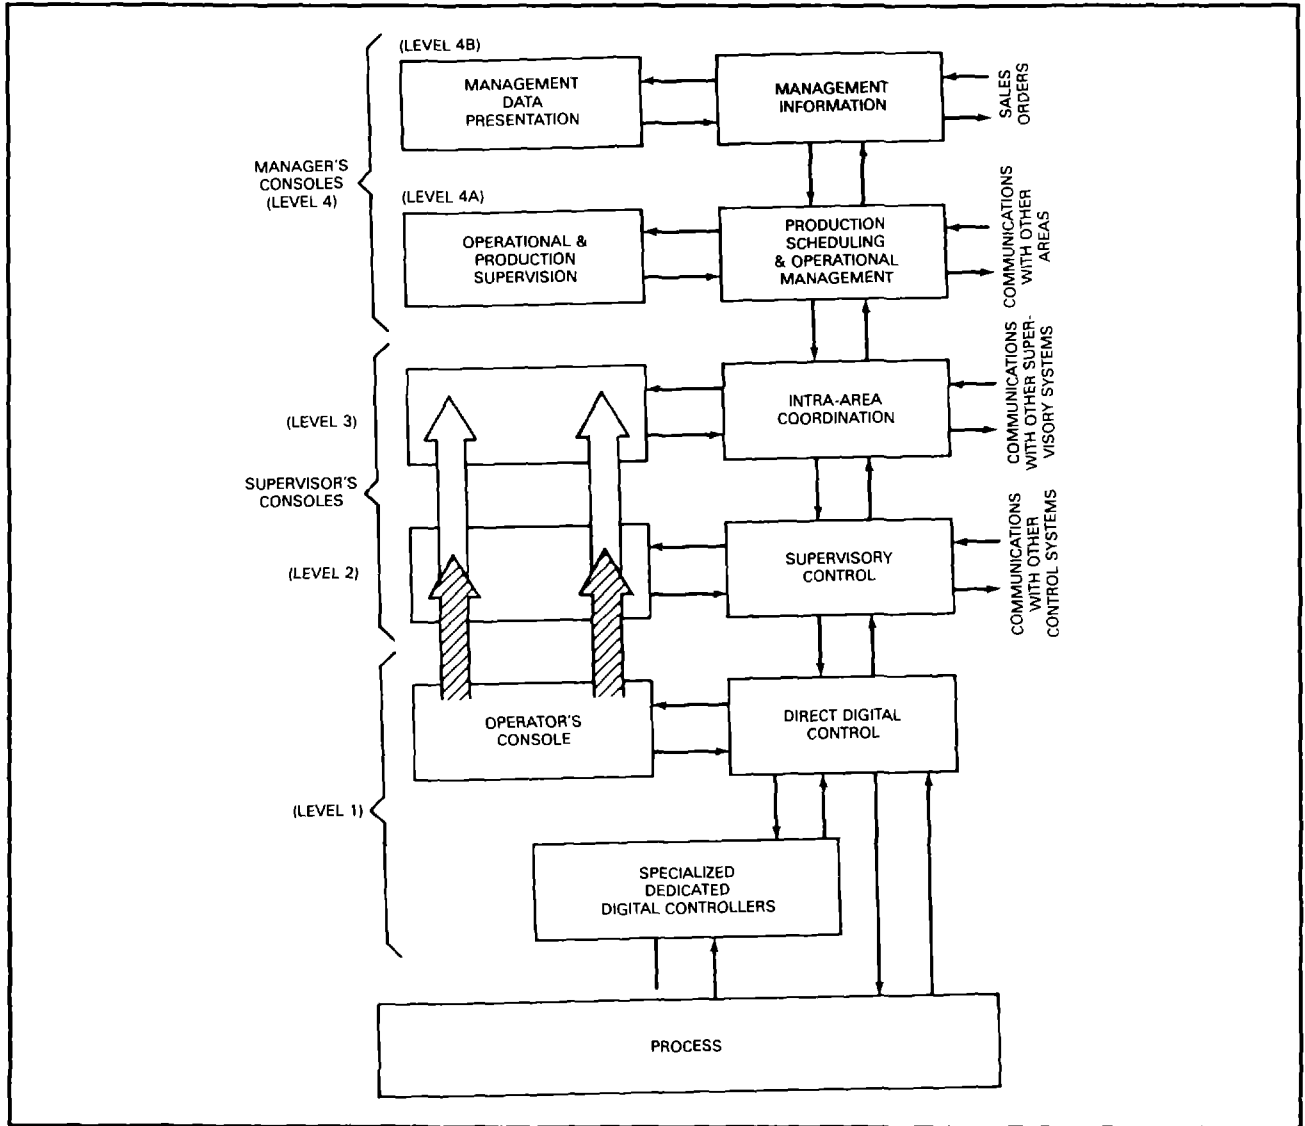 (LEVEL 4B)
MANAGEMENT
DATA
PRESENTATION
MANAGEMENT
INFORMATION
SALES
ORDERS
MANAGER'S
CONSOLES
(LEVEL 4)
(LEVEL 4A)
OPERATIONAL &
PRODUCTION
SUPERVISION
PRODUCTION
SCHEDULING
& OPERATIONAL
MANAGEMENT
COMMUNICATIONS
WITH OTHER
AREAS
(LEVEL 3)
INTRA-AREA
COORDINATION
COMMUNICATIONS
WITH OTHER SUPER-
VISORY SYSTEMS
SUPERVISOR'S
CONSOLES
(LEVEL 2)
SUPERVISORY
CONTROL
COMMUNICATIONS
WITH OTHER
CONTROL SYSTEMS
OPERATOR'S
CONSOLE
DIRECT DIGITAL
CONTROL
(LEVEL 1)
SPECIALIZED
DEDICATED
DIGITAL CONTROLLERS
PROCESS